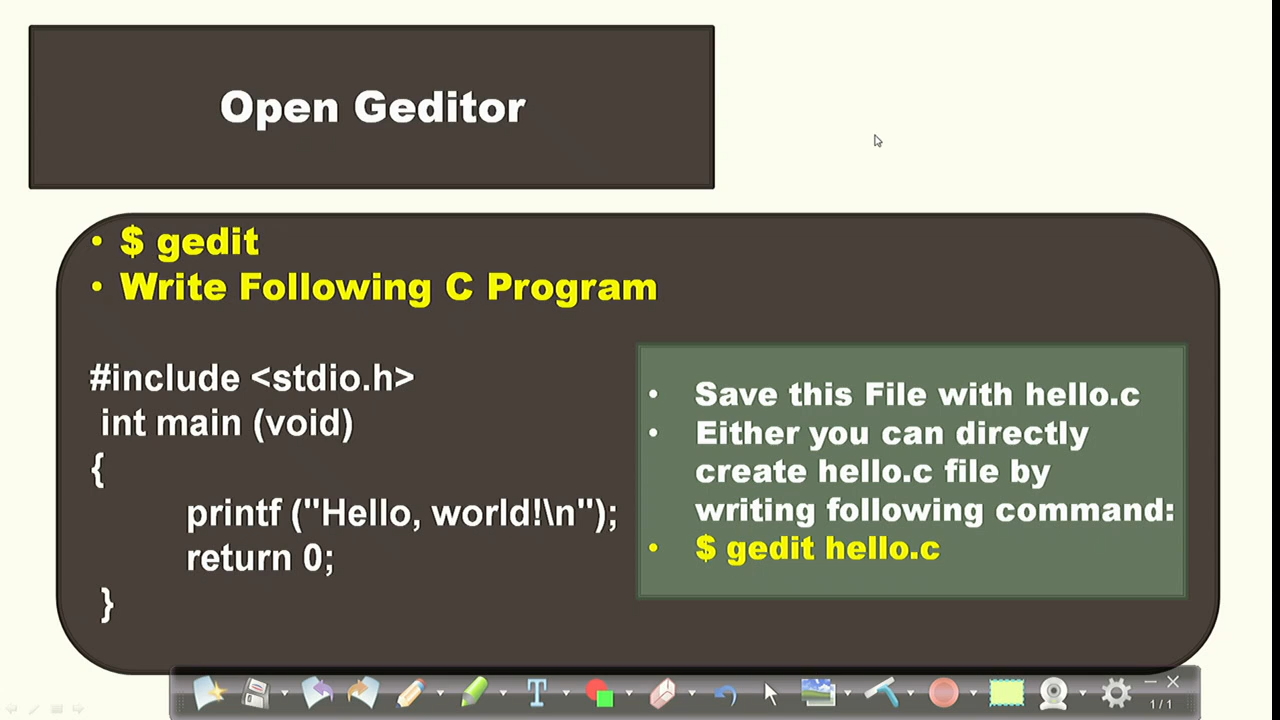 Open Geditor
• $ gedit
• Write Following C Program
#include <stdio.h>
int main (void)
{
printf ("Hello, world!\n");
return 0;
}
• Save this File with hello.c
• Either you can directly
create hello.c file by
writing following command:
• $ gedit hello.c
T
1/1